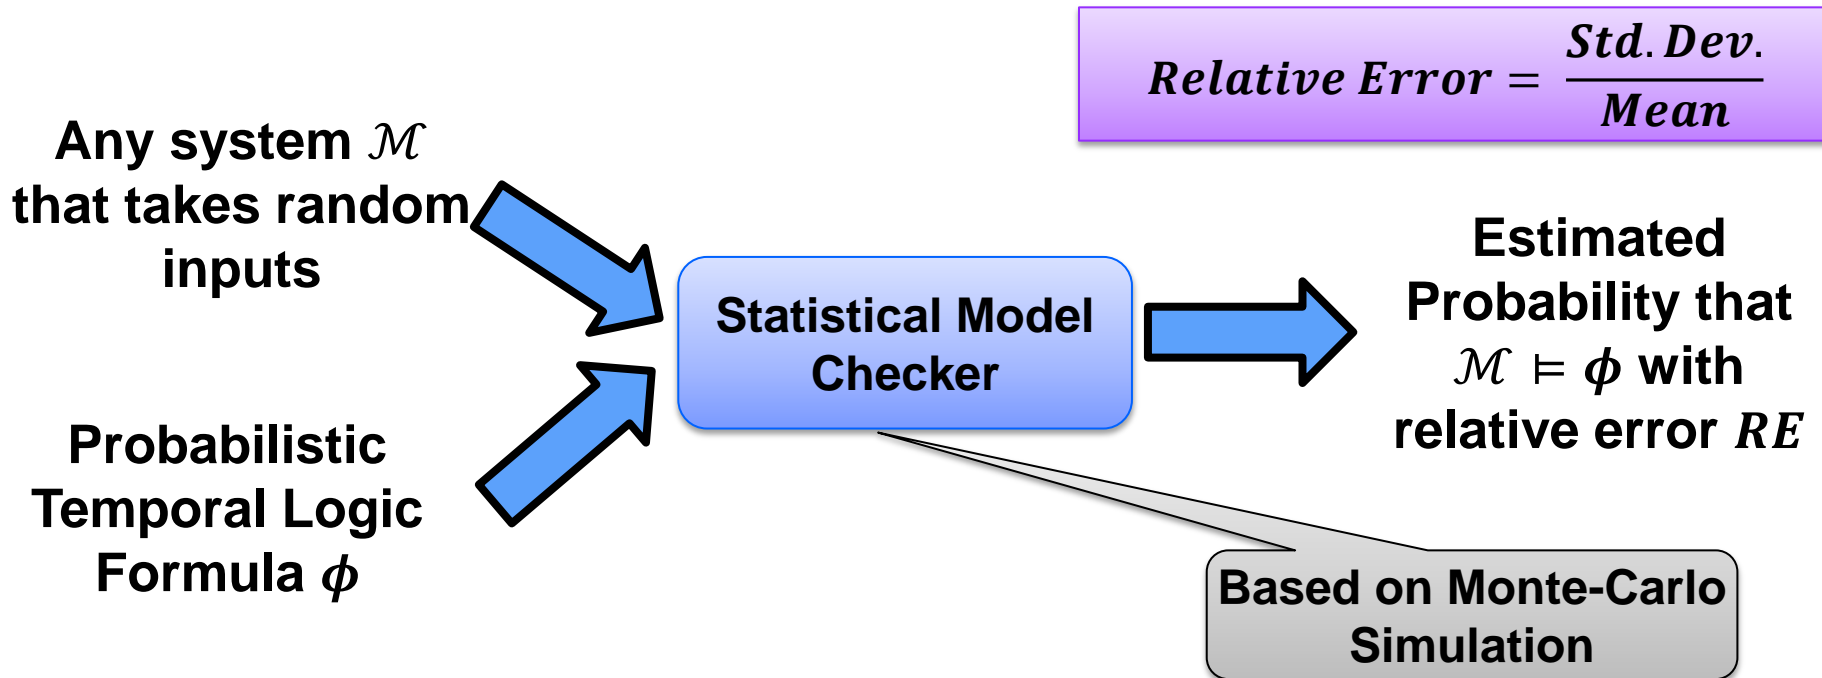 Relative Error = Std. Dev. / Mean
Any system ℳ
that takes random
inputs
Probabilistic
Temporal Logic
Formula ϕ
Statistical Model
Checker
Estimated
Probability that
ℳ ⊨ ϕ with
relative error RE
Based on Monte-Carlo
Simulation